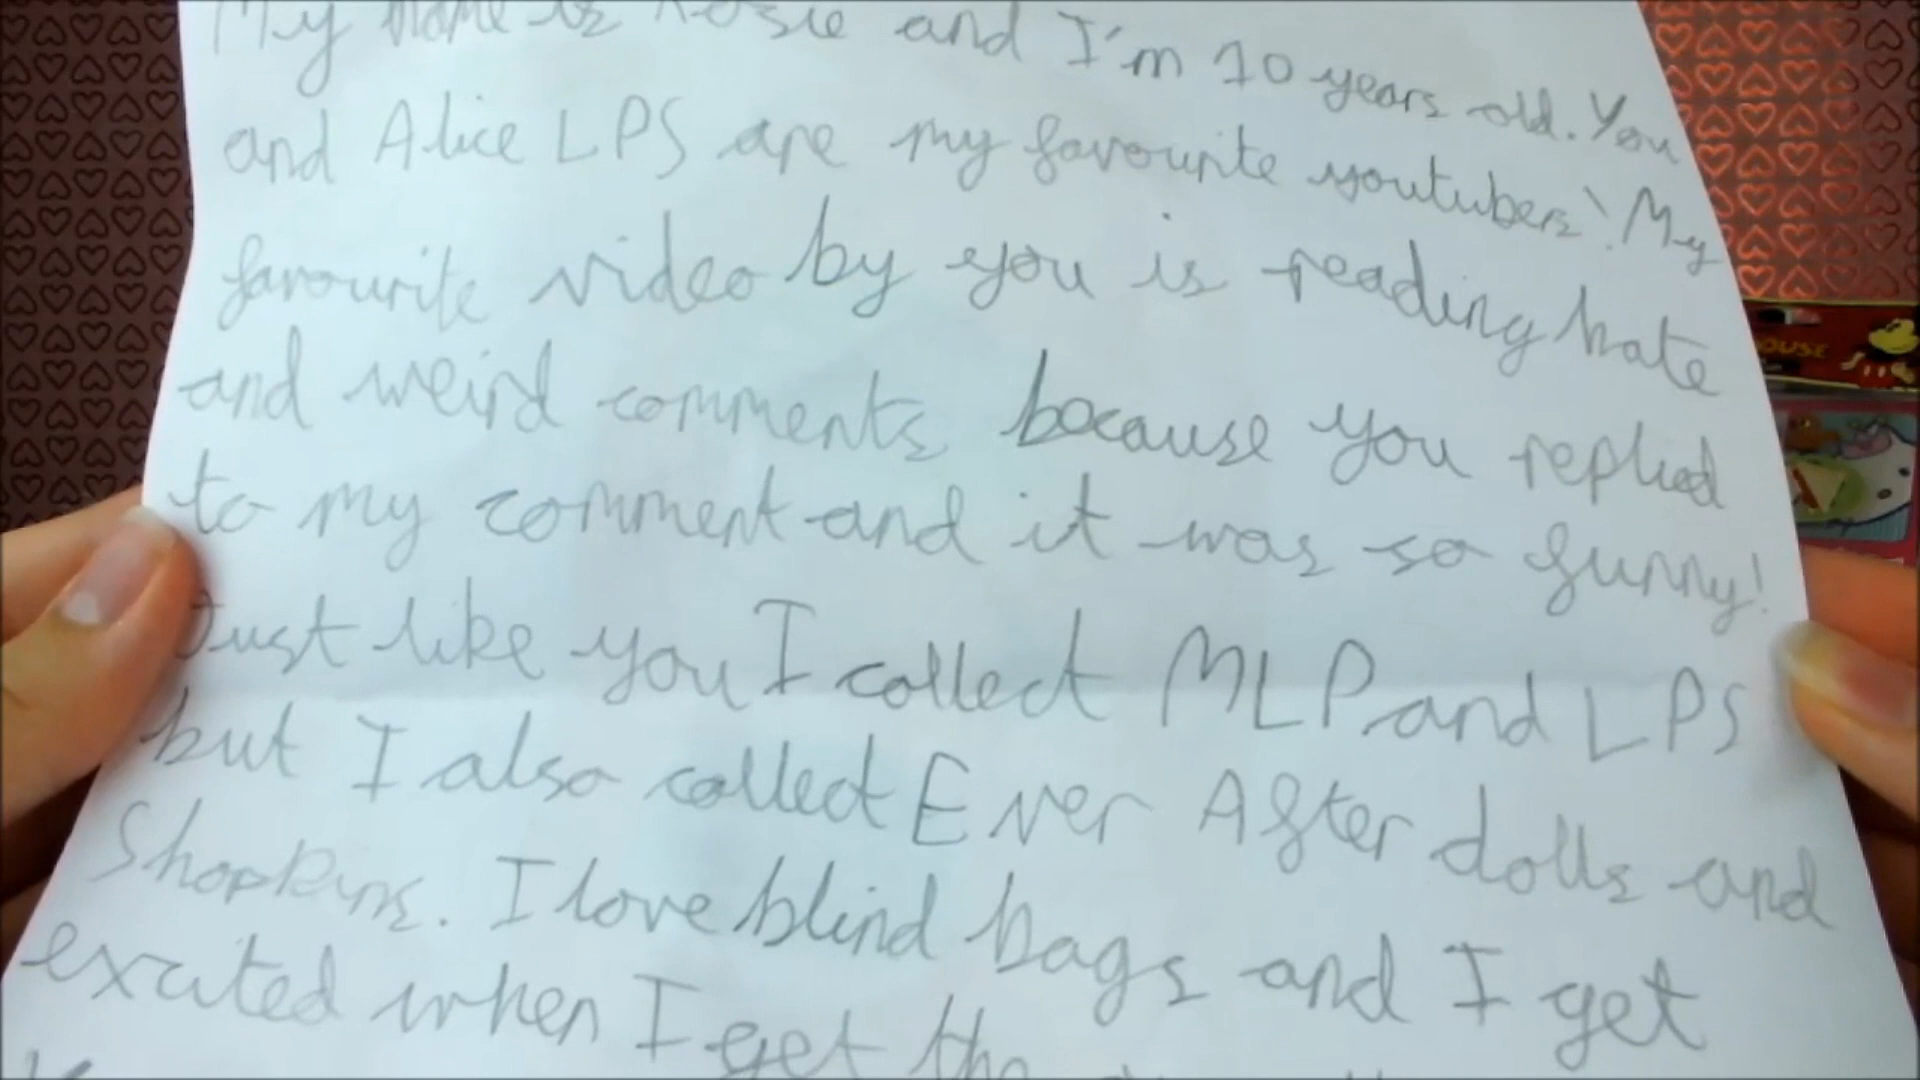 My name is Rosie and I'm 10 years old. You
and Alice LPS are my favourite youtubers! My
favourite video by you is reading hate
and weird comments because you replied
to my comment and it was so funny!
Just like you I collect MLP and LPS
but I also collect Ever After dolls and
Shopkins. I love blind bags and I get
excited when I get the
OUSE